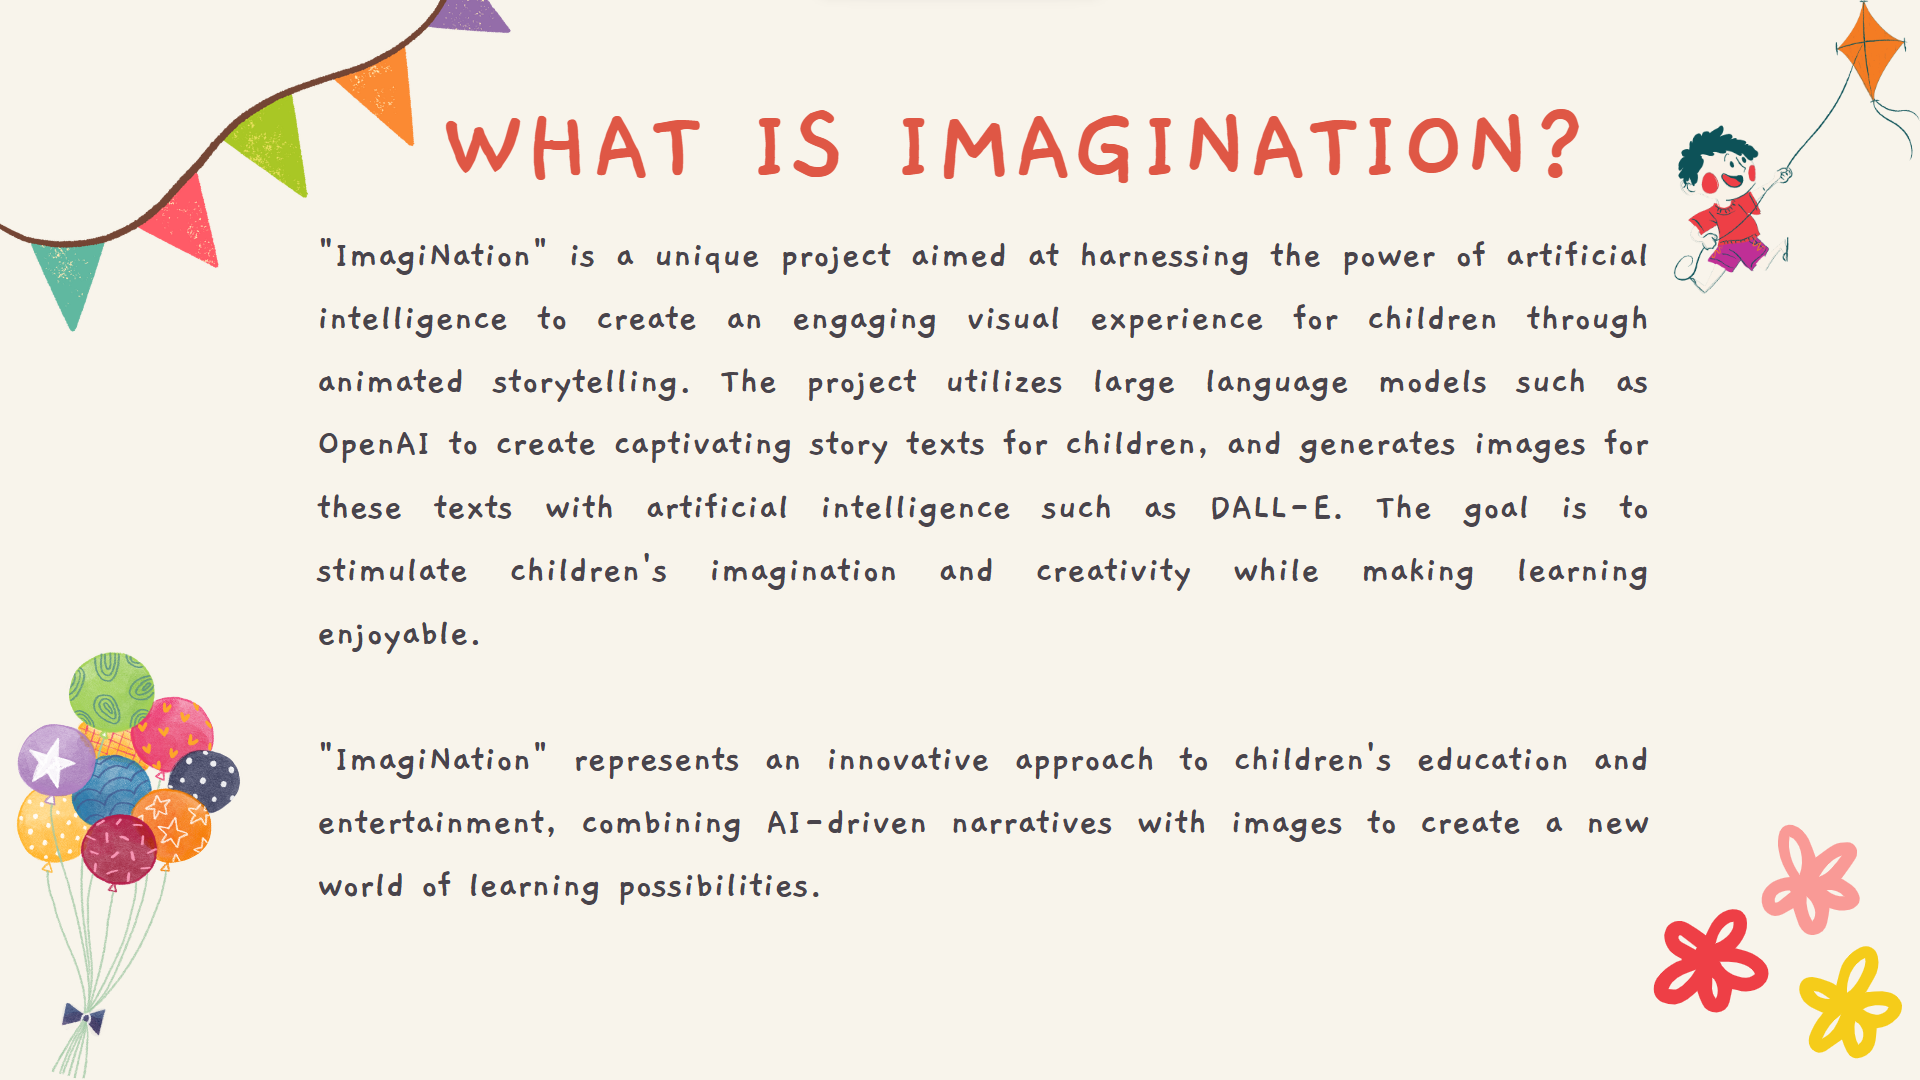 WHAT IS IMAGINATION?
"ImagiNation" is a unique project aimed at harnessing the power of artificial
intelligence to create an engaging visual experience for children through
animated storytelling. The project utilizes large language models such as
OpenAI to create captivating story texts for children, and generates images for
these texts with artificial intelligence such as DALL-E. The goal is to
stimulate children's imagination and creativity while making learning
enjoyable.
"ImagiNation" represents an innovative approach to children's education and
entertainment, combining AI-driven narratives with images to create a new
world of learning possibilities.